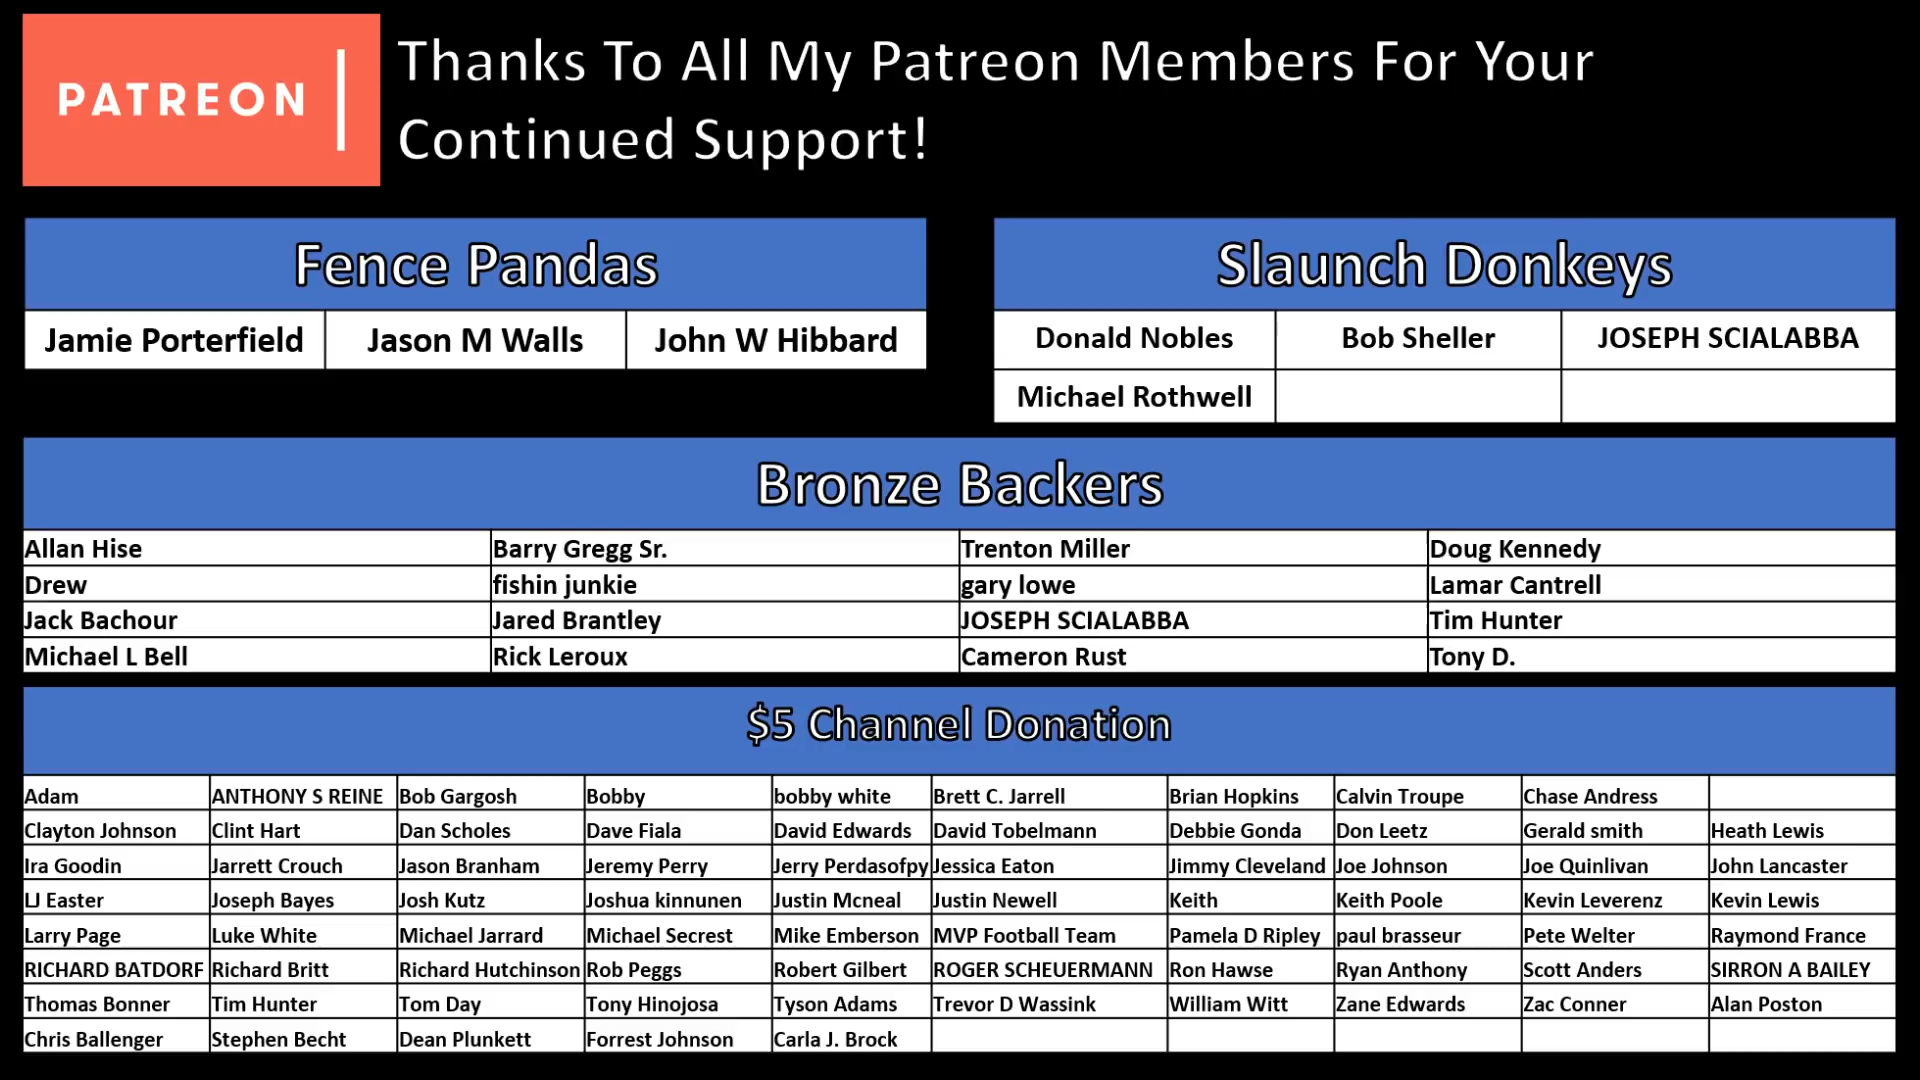 PATREON
Thanks To All My Patreon Members For Your
Continued Support!
Fence Pandas
Jamie Porterfield Jason M Walls John W Hibbard
Slaunch Donkeys
Donald Nobles Bob Sheller JOSEPH SCIALABBA
Michael Rothwell
Bronze Backers
Allan Hise Barry Gregg Sr. Trenton Miller Doug Kennedy
Drew fishin junkie gary lowe Lamar Cantrell
Jack Bachour Jared Brantley JOSEPH SCIALABBA Tim Hunter
Michael L Bell Rick Leroux Cameron Rust Tony D.
$5 Channel Donation
Adam ANTHONY S REINE Bob Gargosh Bobby bobby white Brett C. Jarrell Brian Hopkins Calvin Troupe Chase Andress
Clayton Johnson Clint Hart Dan Scholes Dave Fiala David Edwards David Tobelmann Debbie Gonda Don Leetz Gerald smith Heath Lewis
Ira Goodin Jarrett Crouch Jason Branham Jeremy Perry Jerry Perdasofpy Jessica Eaton Jimmy Cleveland Joe Johnson Joe Quinlivan John Lancaster
LJ Easter Joseph Bayes Josh Kutz Joshua kinnunen Justin Mcneal Justin Newell Keith Keith Poole Kevin Leverenz Kevin Lewis
Larry Page Luke White Michael Jarrard Michael Secrest Mike Emberson MVP Football Team Pamela D Ripley paul brasseur Pete Welter Raymond France
RICHARD BATDORF Richard Britt Richard Hutchinson Rob Peggs Robert Gilbert ROGER SCHEUERMANN Ron Hawse Ryan Anthony Scott Anders SIRRON A BAILEY
Thomas Bonner Tim Hunter Tom Day Tony Hinojosa Tyson Adams Trevor D Wassink William Witt Zane Edwards Zac Conner Alan Poston
Chris Ballenger Stephen Becht Dean Plunkett Forrest Johnson Carla J. Brock